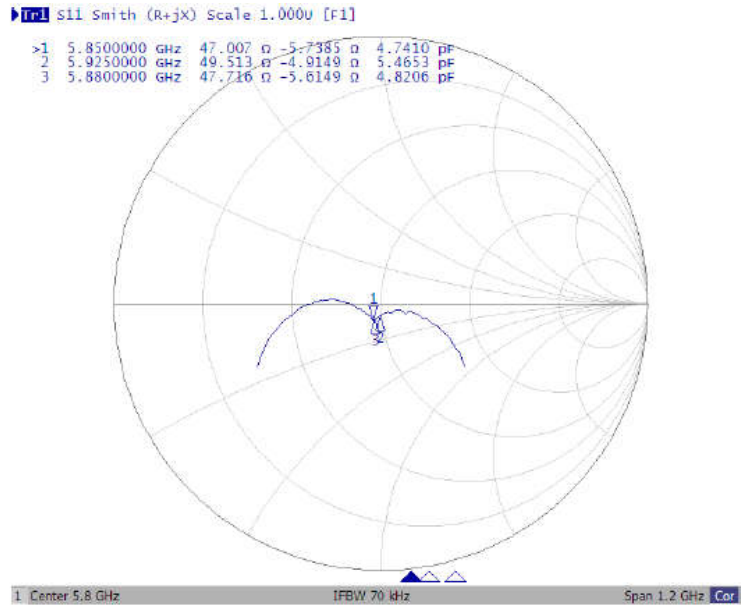 Tr1 S11 Smith (R+jX) Scale 1.000U [F1]
>1 5.8500000 GHz 47.007 Ω -5.7385 Ω 4.7410 pF
2 5.9250000 GHz 49.513 Ω -4.9149 Ω 5.4653 pF
3 5.8800000 GHz 47.716 Ω -5.6149 Ω 4.8206 pF
1
3 2
1 Center 5.8 GHz IFBW 70 kHz Span 1.2 GHz Cor